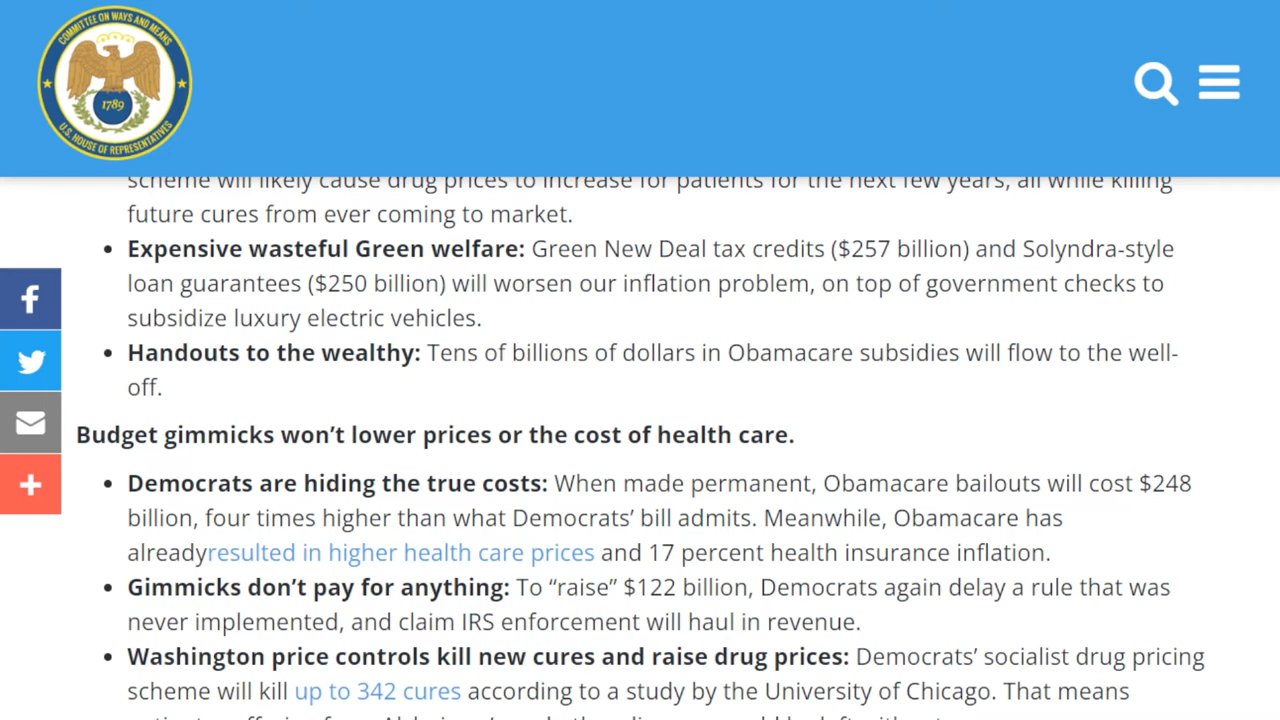 COMMITTEE ON WAYS AND MEANS
1789
U.S. HOUSE OF REPRESENTATIVES
scheme will likely cause drug prices to increase for patients for the next few years, all while killing
future cures from ever coming to market.
• Expensive wasteful Green welfare: Green New Deal tax credits ($257 billion) and Solyndra-style
loan guarantees ($250 billion) will worsen our inflation problem, on top of government checks to
subsidize luxury electric vehicles.
• Handouts to the wealthy: Tens of billions of dollars in Obamacare subsidies will flow to the well-
off.
Budget gimmicks won’t lower prices or the cost of health care.
• Democrats are hiding the true costs: When made permanent, Obamacare bailouts will cost $248
billion, four times higher than what Democrats’ bill admits. Meanwhile, Obamacare has
alreadyresulted in higher health care prices and 17 percent health insurance inflation.
• Gimmicks don’t pay for anything: To “raise” $122 billion, Democrats again delay a rule that was
never implemented, and claim IRS enforcement will haul in revenue.
• Washington price controls kill new cures and raise drug prices: Democrats’ socialist drug pricing
scheme will kill up to 342 cures according to a study by the University of Chicago. That means